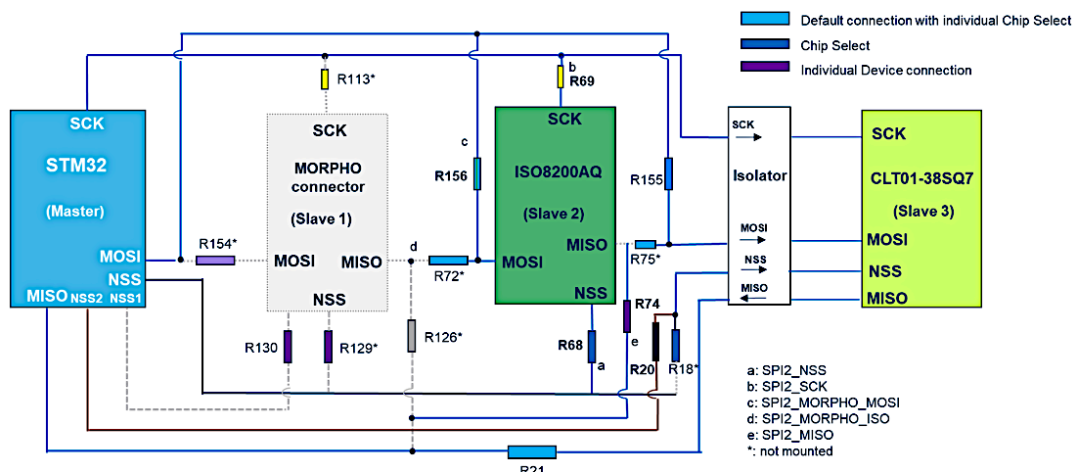 Default connection with individual Chip Select
Chip Select
Individual Device connection
b
R113*
R69
SCK
SCK
SCK
SCK
SCK
STM32
(Master)
MORPHO
connector
(Slave 1)
c
R156
ISO8200AQ
(Slave 2)
R155
Isolator
CLT01-38SQ7
(Slave 3)
MOSI
R154*
MOSI
MISO
d
R72*
MOSI
MISO
R75*
MOSI
MOSI
NSS
NSS
NSS
NSS
NSS
MISO
NSS2
NSS1
MISO
MISO
R130
R129*
R126*
R68
a
R74
e
R20
R18*
R21
a: SPI2_NSS
b: SPI2_SCK
c: SPI2_MORPHO_MOSI
d: SPI2_MORPHO_ISO
e: SPI2_MISO
*: not mounted